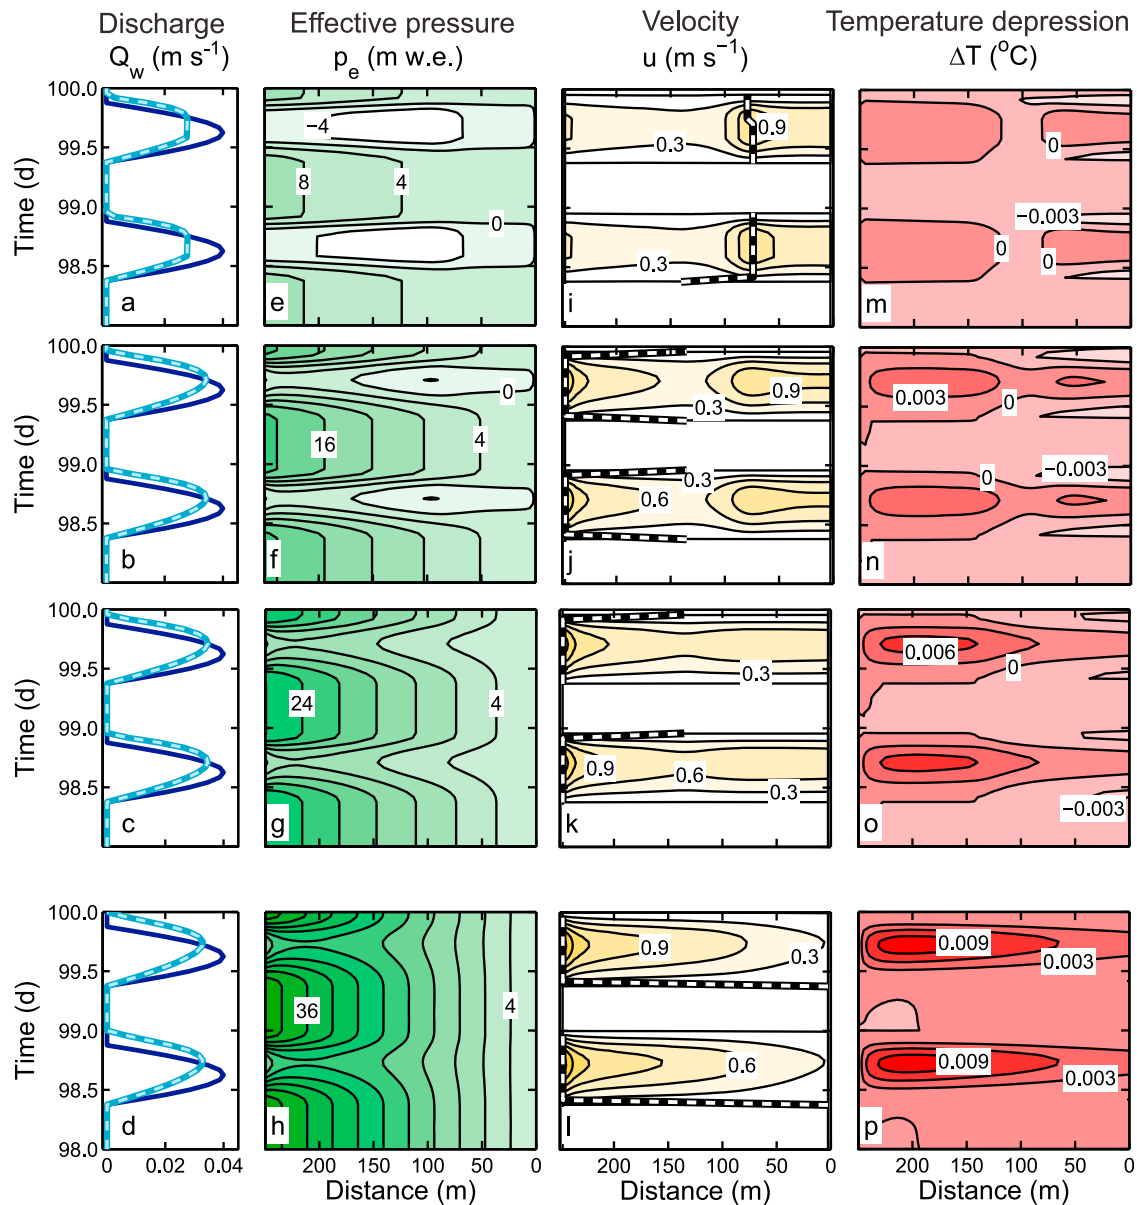 Discharge Effective pressure Velocity Temperature depression
Q_w (m s⁻¹) p_e (m w.e.) u (m s⁻¹) ΔT (°C)
Time (d)
100.0
99.5
99.0
98.5
a
−4
8 4
0
e
0.9
0.3
0.3
i
0
−0.003
0
0
m
Time (d)
100.0
99.5
99.0
98.5
b
0
16 4
f
0.3 0.9
0.3
0.6
j
0.003 0
−0.003
0
n
Time (d)
100.0
99.5
99.0
98.5
c
24 4
g
0.3
0.9 0.6
0.3
k
0.006 0
−0.003
o
Time (d)
100.0
99.5
99.0
98.5
98.0
d
0 0.02 0.04
36 4
h
200 150 100 50 0
Distance (m)
0.9 0.3
0.6
l
200 150 100 50 0
Distance (m)
0.009
0.003
0.009
0.003
p
200 150 100 50 0
Distance (m)